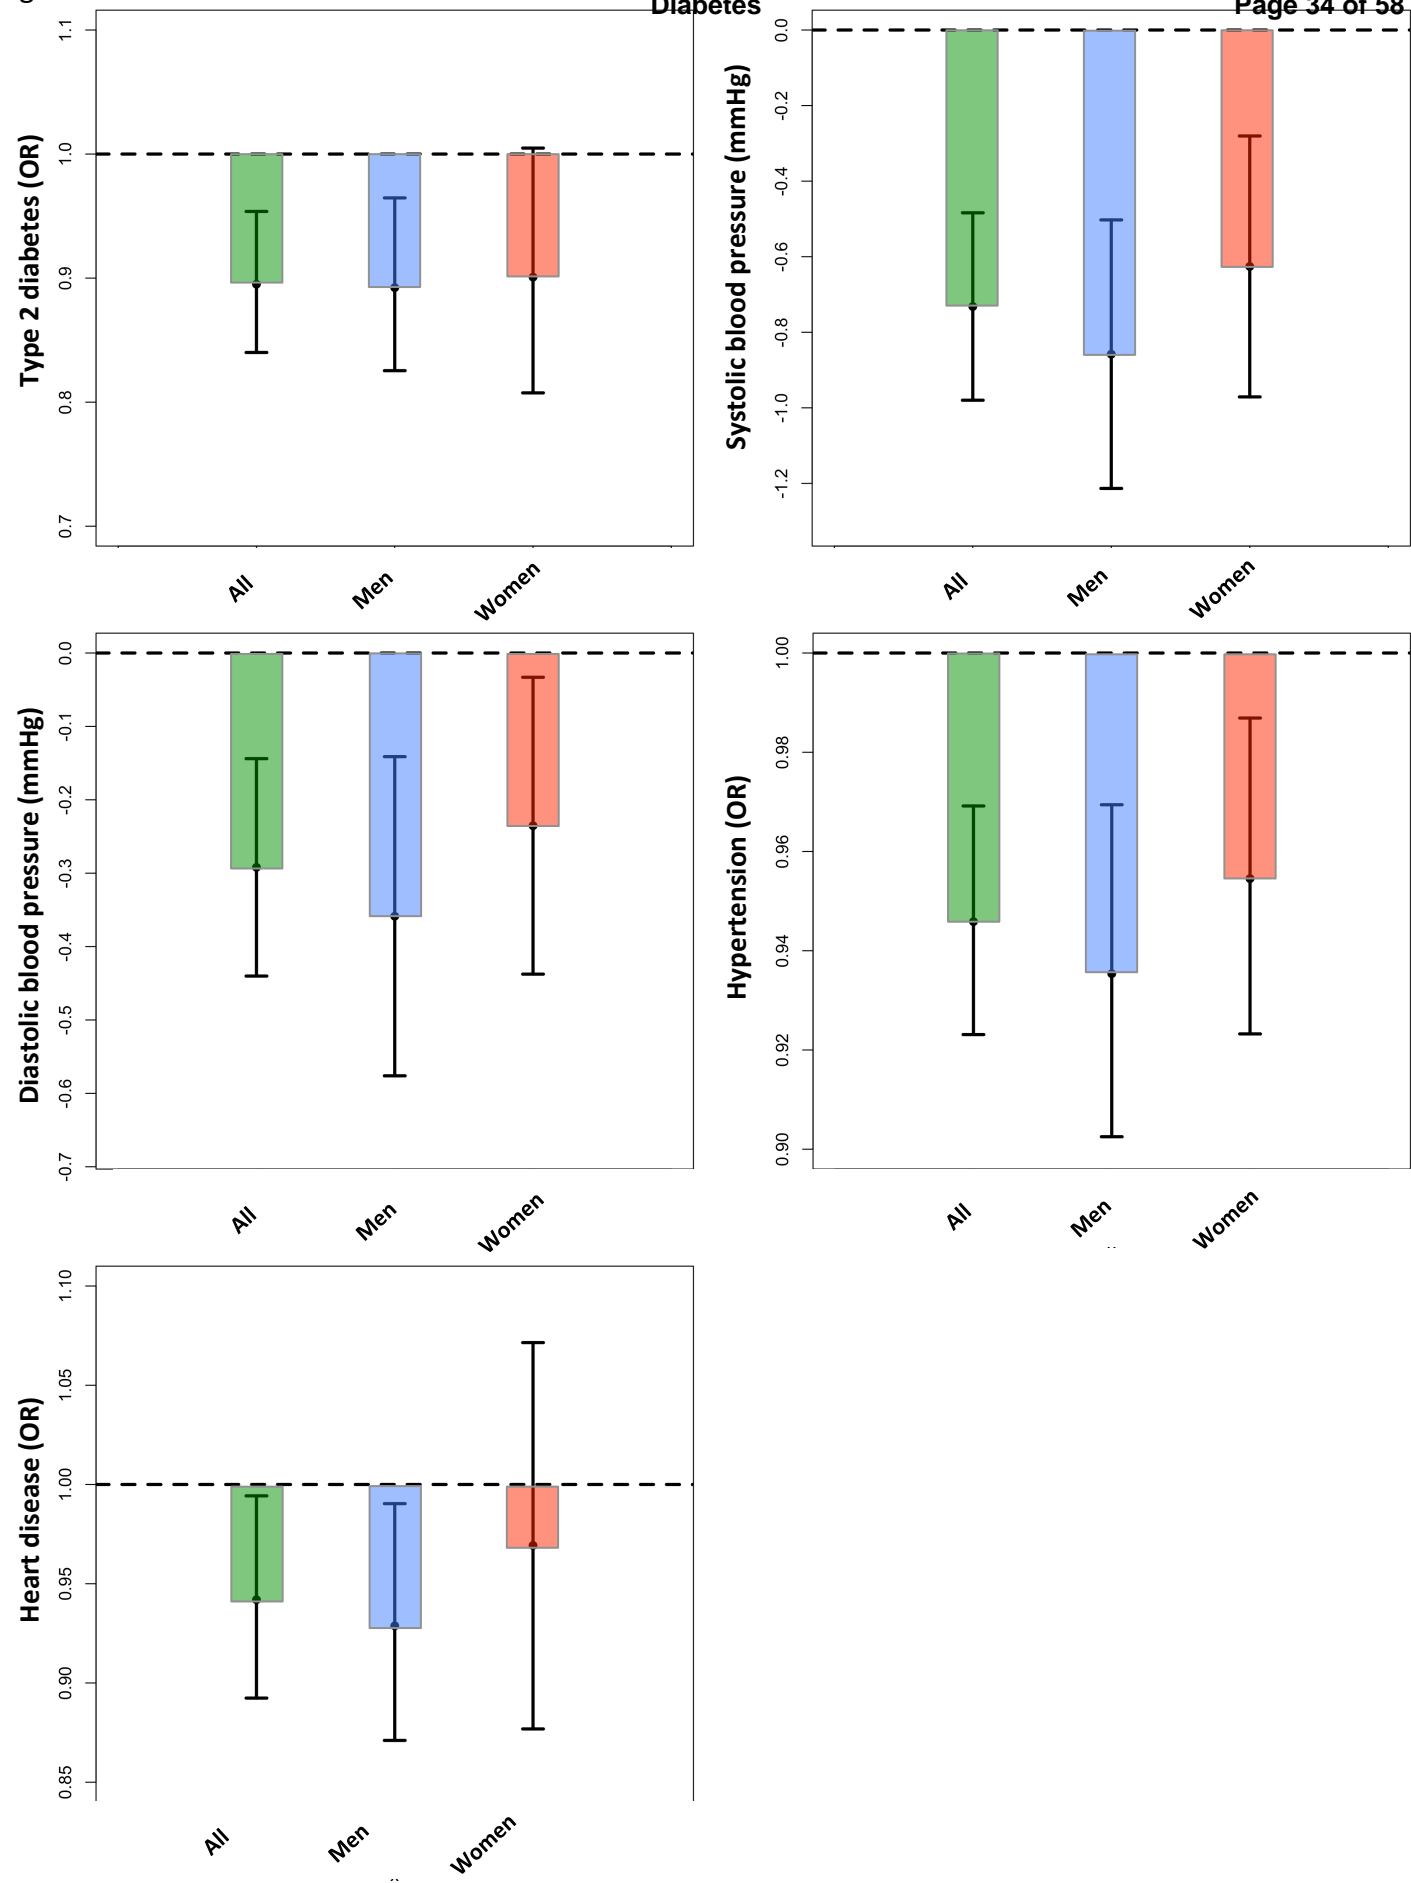 Diabetes
Page 34 of 58
Type 2 diabetes (OR)
1.1
1.0
0.9
0.8
0.7
All
Men
Women
Systolic blood pressure (mmHg)
0.0
-0.2
-0.4
-0.6
-0.8
-1.0
-1.2
All
Men
Women
Diastolic blood pressure (mmHg)
0.0
-0.1
-0.2
-0.3
-0.4
-0.5
-0.6
-0.7
All
Men
Women
Hypertension (OR)
1.00
0.98
0.96
0.94
0.92
0.90
All
Men
Women
Heart disease (OR)
1.10
1.05
1.00
0.95
0.90
0.85
All
Men
Women